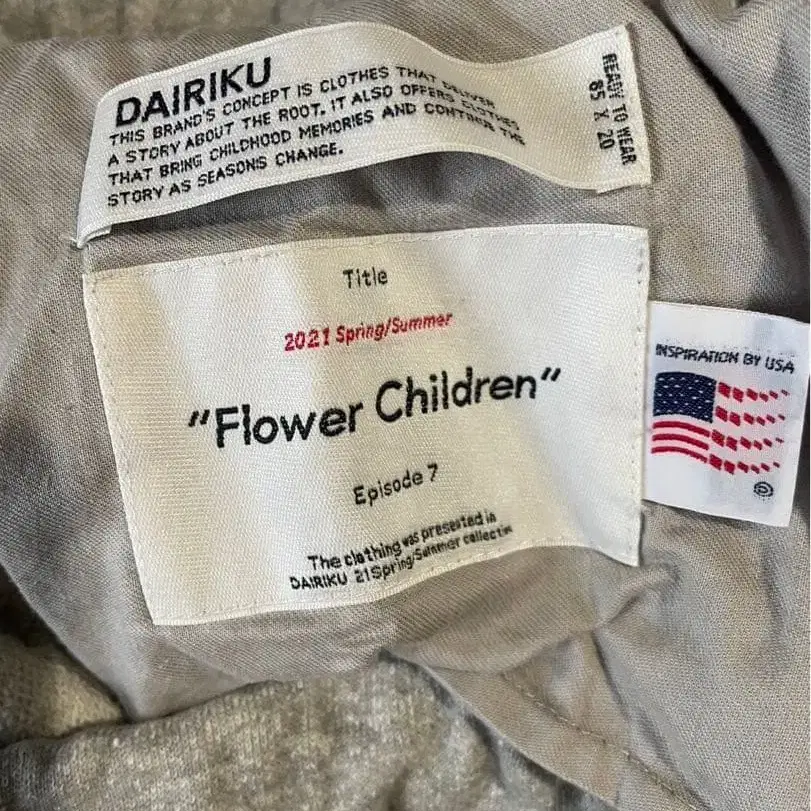 DAIRIKU
THIS BRAND'S CONCEPT IS CLOTHES THAT DELIVER
A STORY ABOUT THE ROOT. IT ALSO OFFERS CLOTHES
THAT BRING CHILDHOOD MEMORIES AND CONTINUE THE
STORY AS SEASONS CHANGE.
READY TO WEAR
85 X 20
Title
2021 Spring/Summer
"Flower Children"
Episode 7
The clothing was presented in
DAIRIKU 21Spring/Summer collection
INSPIRATION BY USA